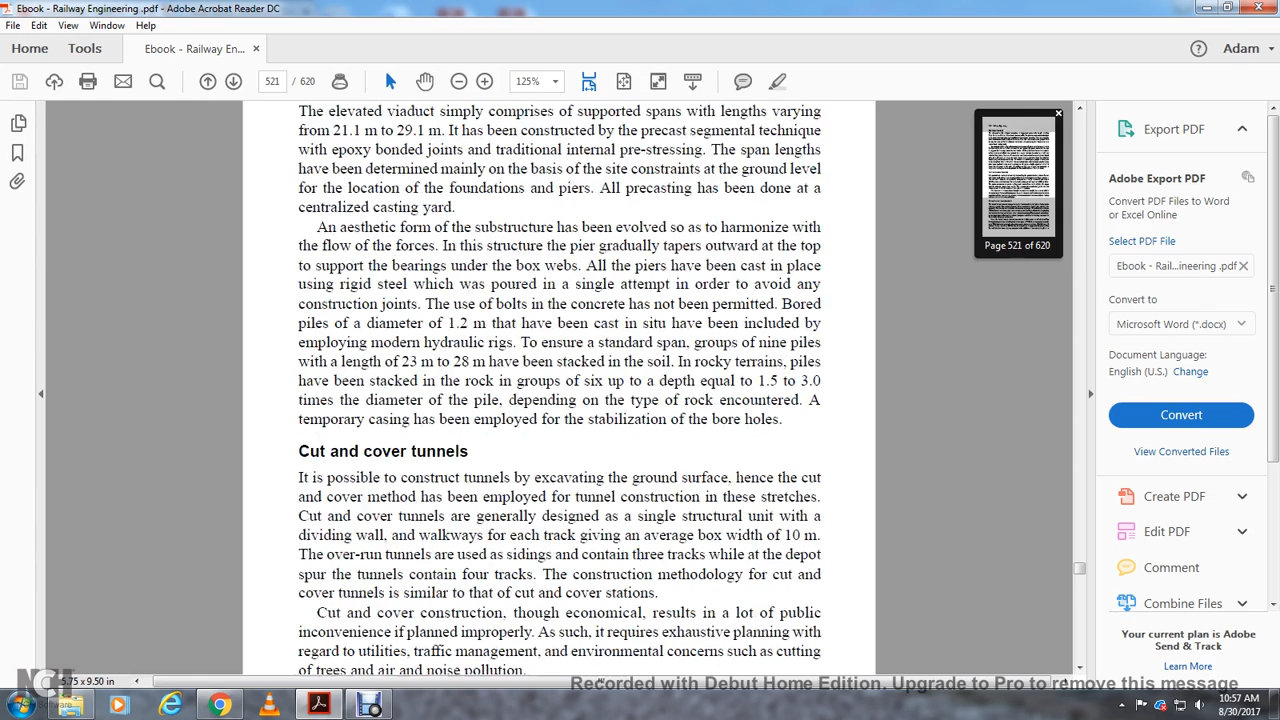 Ebook - Railway Engineering .pdf - Adobe Acrobat Reader DC
File Edit View Window Help
Home Tools Ebook - Railway En... ×
Adam
521 / 620
125%
The elevated viaduct simply comprises of supported spans with lengths varying
from 21.1 m to 29.1 m. It has been constructed by the precast segmental technique
with epoxy bonded joints and traditional internal pre-stressing. The span lengths
have been determined mainly on the basis of the site constraints at the ground level
for the location of the foundations and piers. All precasting has been done at a
centralized casting yard.
An aesthetic form of the substructure has been evolved so as to harmonize with
the flow of the forces. In this structure the pier gradually tapers outward at the top
to support the bearings under the box webs. All the piers have been cast in place
using rigid steel which was poured in a single attempt in order to avoid any
construction joints. The use of bolts in the concrete has not been permitted. Bored
piles of a diameter of 1.2 m that have been cast in situ have been included by
employing modern hydraulic rigs. To ensure a standard span, groups of nine piles
with a length of 23 m to 28 m have been stacked in the soil. In rocky terrains, piles
have been stacked in the rock in groups of six up to a depth equal to 1.5 to 3.0
times the diameter of the pile, depending on the type of rock encountered. A
temporary casing has been employed for the stabilization of the bore holes.
Cut and cover tunnels
It is possible to construct tunnels by excavating the ground surface, hence the cut
and cover method has been employed for tunnel construction in these stretches.
Cut and cover tunnels are generally designed as a single structural unit with a
dividing wall, and walkways for each track giving an average box width of 10 m.
The over-run tunnels are used as sidings and contain three tracks while at the depot
spur the tunnels contain four tracks. The construction methodology for cut and
cover tunnels is similar to that of cut and cover stations.
Cut and cover construction, though economical, results in a lot of public
inconvenience if planned improperly. As such, it requires exhaustive planning with
regard to utilities, traffic management, and environmental concerns such as cutting
of trees and air and noise pollution.
Page 521 of 620
Export PDF
Adobe Export PDF
Convert PDF Files to Word
or Excel Online
Select PDF File
Ebook - Rail...ineering .pdf
Convert to
Microsoft Word (*.docx)
Document Language:
English (U.S.) Change
Convert
View Converted Files
Create PDF
Edit PDF
Comment
Combine Files
Your current plan is Adobe
Send & Track
Learn More
5.75 x 9.50 in
NCH
Software
Recorded with Debut Home Edition. Upgrade to Pro to remove this message
10:57 AM
8/30/2017